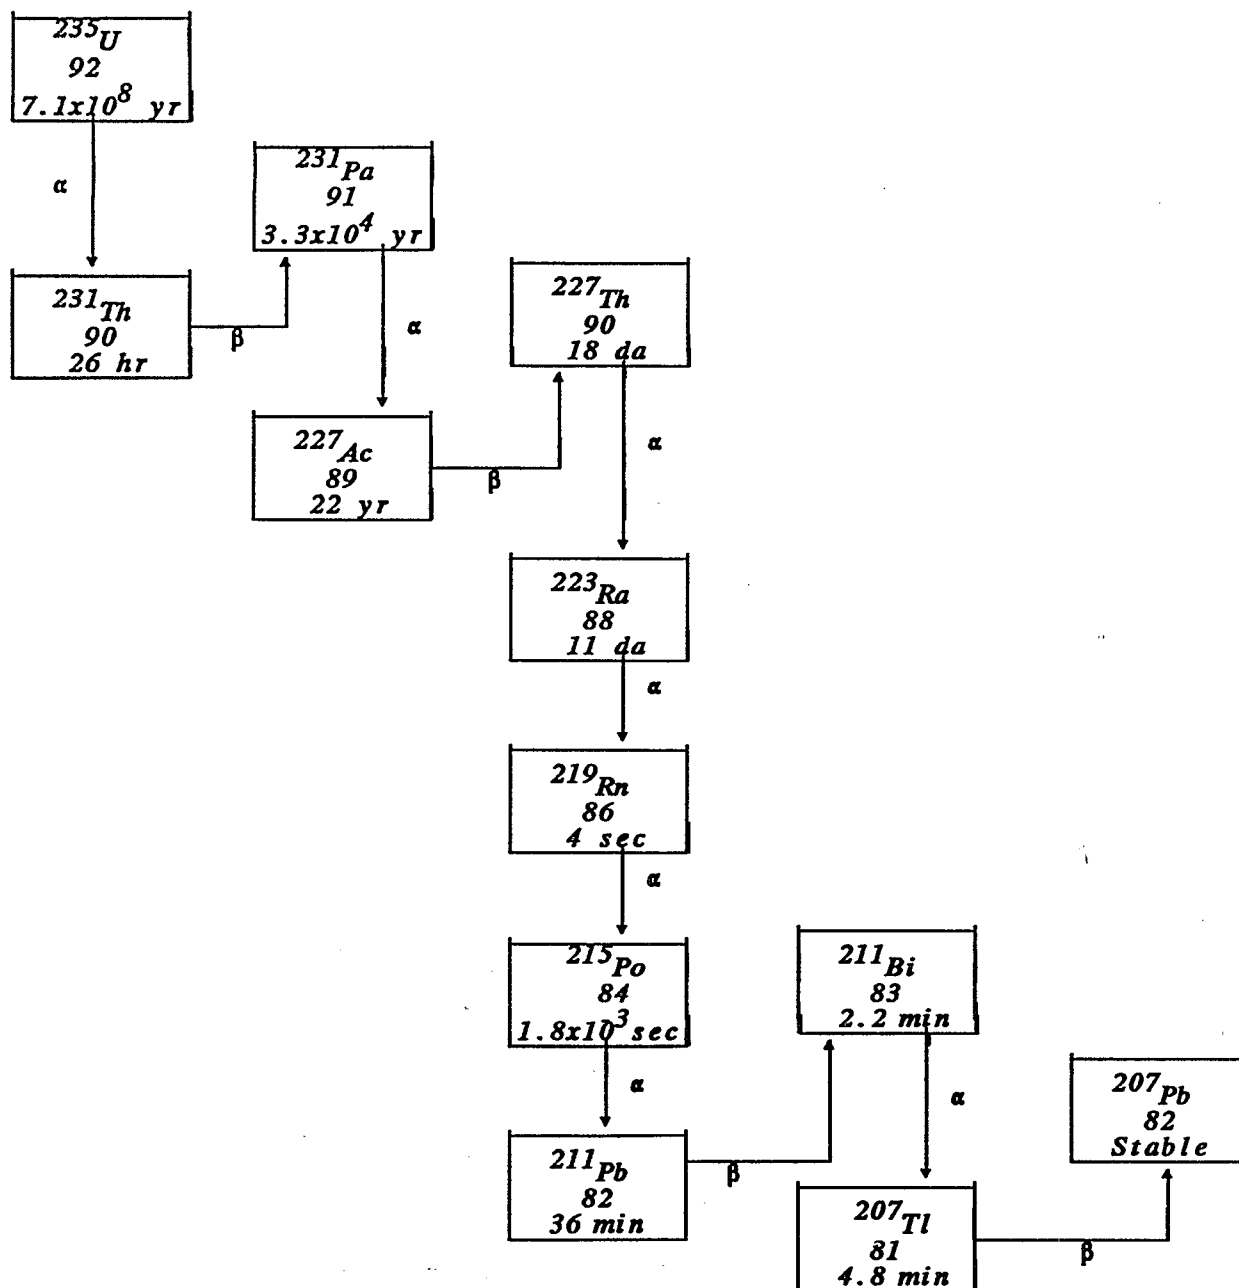 235U
92
7.1x10^8 yr
α
231Th
90
26 hr
β
231Pa
91
3.3x10^4 yr
α
227Ac
89
22 yr
β
227Th
90
18 da
α
223Ra
88
11 da
α
219Rn
86
4 sec
α
215Po
84
1.8x10^3 sec
α
211Pb
82
36 min
β
211Bi
83
2.2 min
α
207Tl
81
4.8 min
β
207Pb
82
Stable